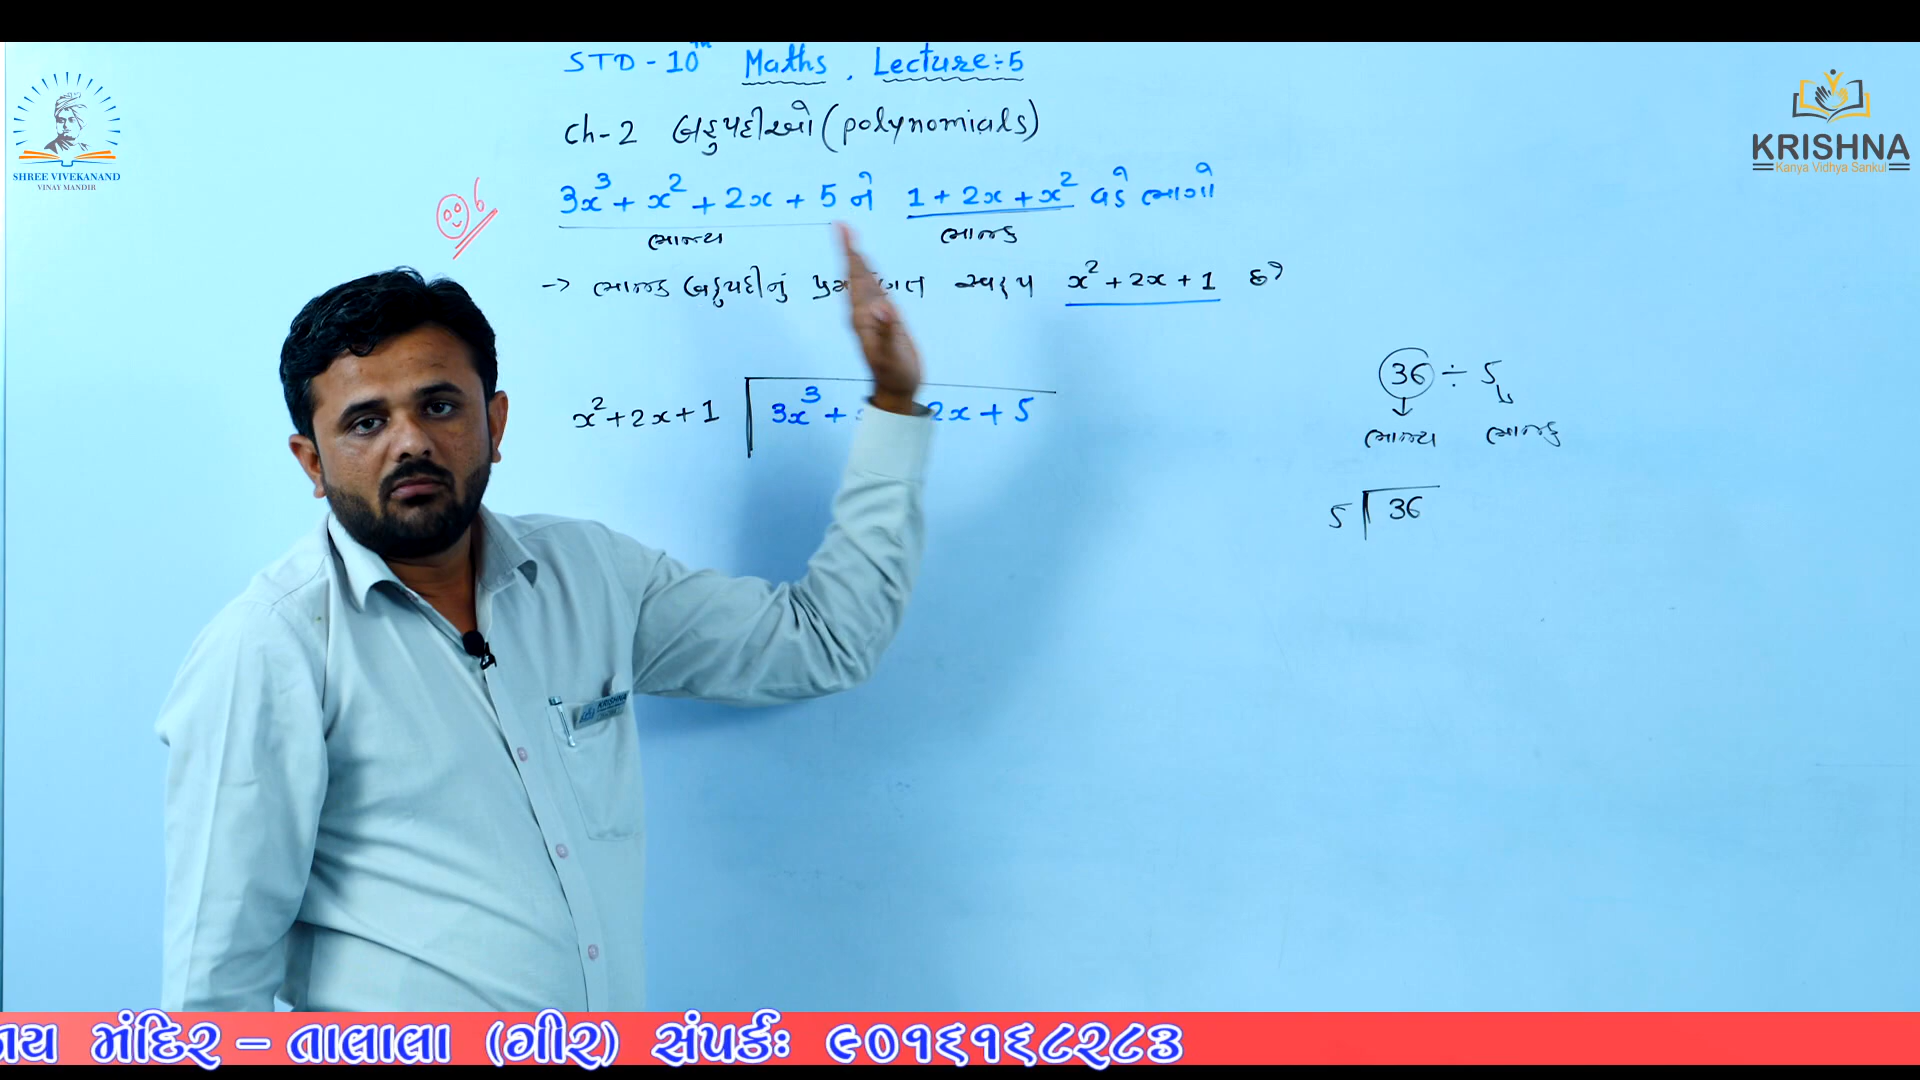 STD - 10th Maths, Lecture:- 5
Ch-2 બહુપદીઓ (polynomials)
6
3x³ + x² + 2x + 5 ને 1 + 2x + x² વડે ભાગો
ભાજ્ય ભાજક
→ ભાજક બહુપદીનું સ્વરૂપ x² + 2x + 1 છે
x² + 2x + 1 3x³ + 2x + 5
36 ÷ 5
ભાજ્ય ભાજક
5 36
SHREE VIVEKANAND
VINAY MANDIR
KRISHNA
Kanya Vidhya Sankul
KRISHNA
મંદિર – તાલાલા (ગીર) સંપર્કઃ ૯૦૧૬૧૬૮૨૮૩